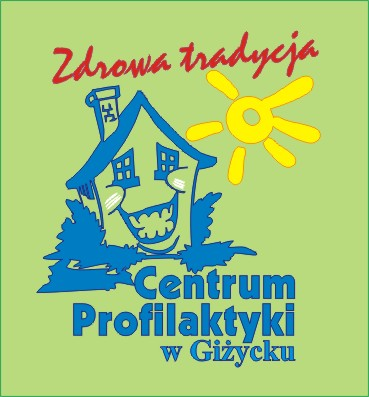 Zdrowa tradycja
Centrum
Profilaktyki
w Giżycku